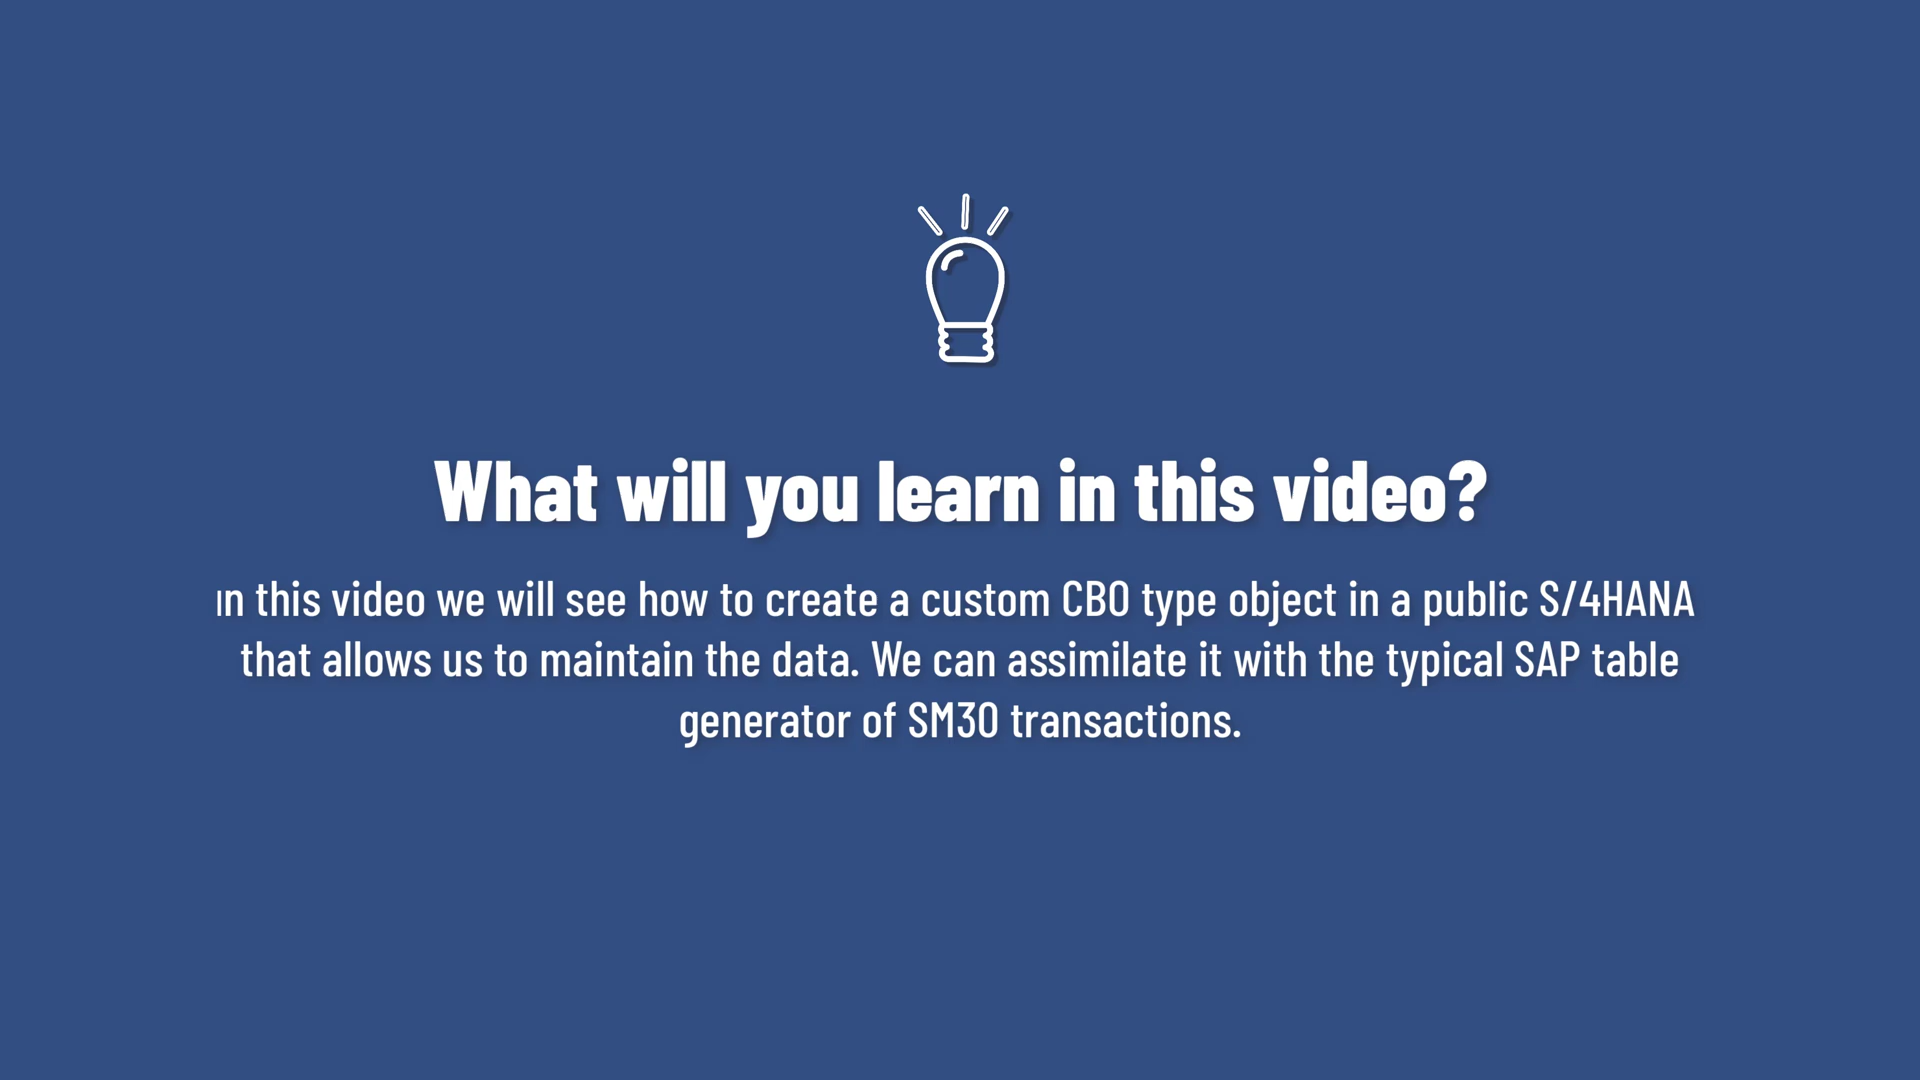 What will you learn in this video?
In this video we will see how to create a custom CBO type object in a public S/4HANA
that allows us to maintain the data. We can assimilate it with the typical SAP table
generator of SM30 transactions.